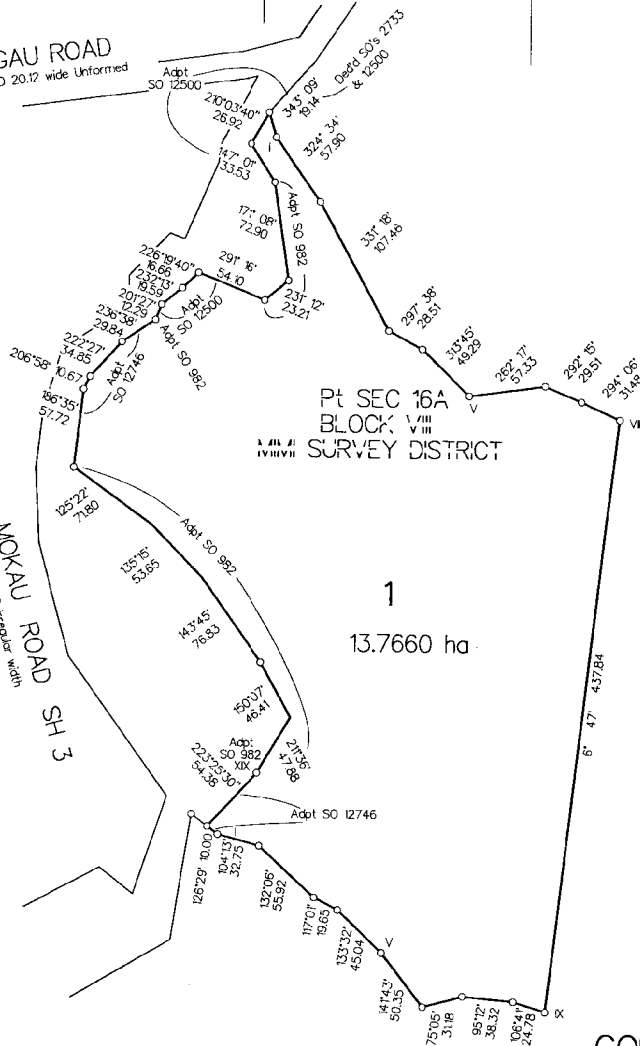 GAU ROAD
20.12 wide Unformed
Adpt
SO 12500
Ded'd SO's 2733
& 12500
210°03'40"
26.92
343° 09'
19.14
324° 34'
57.90
147° 01'
33.53
171° 08'
72.90
Adpt SO 982
331° 18'
107.46
226°19'40"
16.66
291° 16'
54.10
232°13'
19.59
231° 12'
23.21
201°27'
12.29
Adpt
SO 12500
236°38'
29.84
297° 38'
28.51
222°27'
34.85
Adpt SO 982
313°45'
49.29
206°58' 10.67
Adpt
SO 12746
262° 17'
57.33
292° 15'
29.51
294° 06'
31.48
186°35'
57.72
V
VII
Pt SEC 16A
BLOCK VIII
MIMI SURVEY DISTRICT
125°22'
71.80
Adpt SO 982
135°15'
53.65
MOKAU ROAD SH 3
irregular width
1
13.7660 ha
143°45'
76.83
437.84
6° 47'
150°07'
46.41
211°36'
47.88
Adpt
SO 982
XIX
223°25'30"
54.38
Adpt SO 12746
126°29' 10.00
104°13'
32.75
132°06'
55.92
117°01'
19.65
133°32'
45.04
V
141°43'
50.35
75°05'
31.18
95°12'
38.32
106°41'
24.78
IX